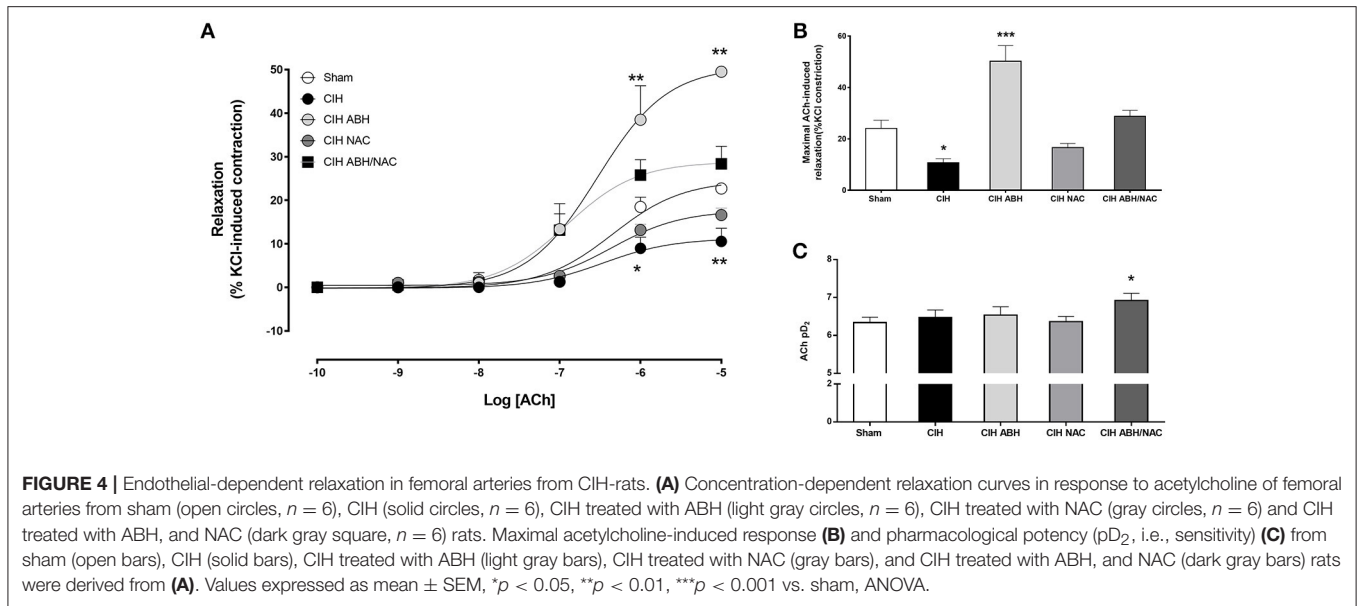 A
Relaxation
(% KCl-induced contraction)
50
40
30
20
10
0
-10
Sham
CIH
CIH ABH
CIH NAC
CIH ABH/NAC
**
**
*
**
-10 -9 -8 -7 -6 -5
Log [ACh]
B
Maximal ACh-induced
relaxation(%KCl constriction)
60
40
20
0
*
***
Sham CIH CIH ABH CIH NAC CIH ABH/NAC
C
ACh pD2
8
7
6
5
2
0
*
Sham CIH CIH ABH CIH NAC CIH ABH/NAC
FIGURE 4 | Endothelial-dependent relaxation in femoral arteries from CIH-rats. (A) Concentration-dependent relaxation curves in response to acetylcholine of femoral
arteries from sham (open circles, n = 6), CIH (solid circles, n = 6), CIH treated with ABH (light gray circles, n = 6), CIH treated with NAC (gray circles, n = 6) and CIH
treated with ABH, and NAC (dark gray square, n = 6) rats. Maximal acetylcholine-induced response (B) and pharmacological potency (pD2, i.e., sensitivity) (C) from
sham (open bars), CIH (solid bars), CIH treated with ABH (light gray bars), CIH treated with NAC (gray bars), and CIH treated with ABH, and NAC (dark gray bars) rats
were derived from (A). Values expressed as mean ± SEM, *p < 0.05, **p < 0.01, ***p < 0.001 vs. sham, ANOVA.